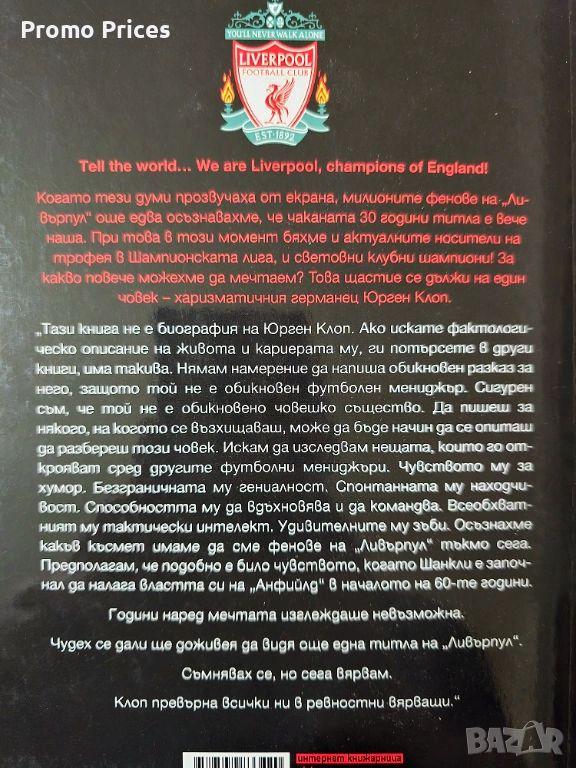 Promo Prices
YOU'LL NEVER WALK ALONE
LIVERPOOL
FOOTBALL CLUB
EST·1892
Tell the world... We are Liverpool, champions of England!
Когато тези думи прозвучаха от екрана, милионите фенове на „Ли-
върпул“ още едва осъзнавахме, че чаканата 30 години титла е вече
наша. При това в този момент бяхме и актуалните носители на
трофея в Шампионската лига, и световни клубни шампиони! За
какво повече можехме да мечтаем? Това щастие се дължи на един
човек – харизматичния германец Юрген Клоп.
„Тази книга не е биография на Юрген Клоп. Ако искате фактологи-
ческо описание на живота и кариерата му, ги потърсете в други
книги, има такива. Нямам намерение да напиша обикновен разказ за
него, защото той не е обикновен футболен мениджър. Сигурен
съм, че той не е обикновено човешко същество. Да пишеш за
някого, на когото се възхищаваш, може да бъде начин да се опиташ
да разбереш този човек. Искам да изследвам нещата, които го от-
крояват сред другите футболни мениджъри. Чувството му за
хумор. Безграничната му гениалност. Спонтанната му находчи-
вост. Способността му да вдъхновява и да командва. Всеобхват-
ният му тактически интелект. Удивителните му зъби. Осъзнахме
какъв късмет имаме да сме фенове на „Ливърпул“ тъкмо сега.
Предполагам, че подобно е било чувството, когато Шанкли е започ-
нал да налага властта си на „Анфийлд“ в началото на 60-те години.
Години наред мечтата изглеждаше невъзможна.
Чудех се дали ще доживея да видя още една титла на „Ливърпул“.
Съмнявах се, но сега вярвам.
Клоп превърна всички ни в ревностни вярващи.“
интернет книжарница
BAZAR
bg